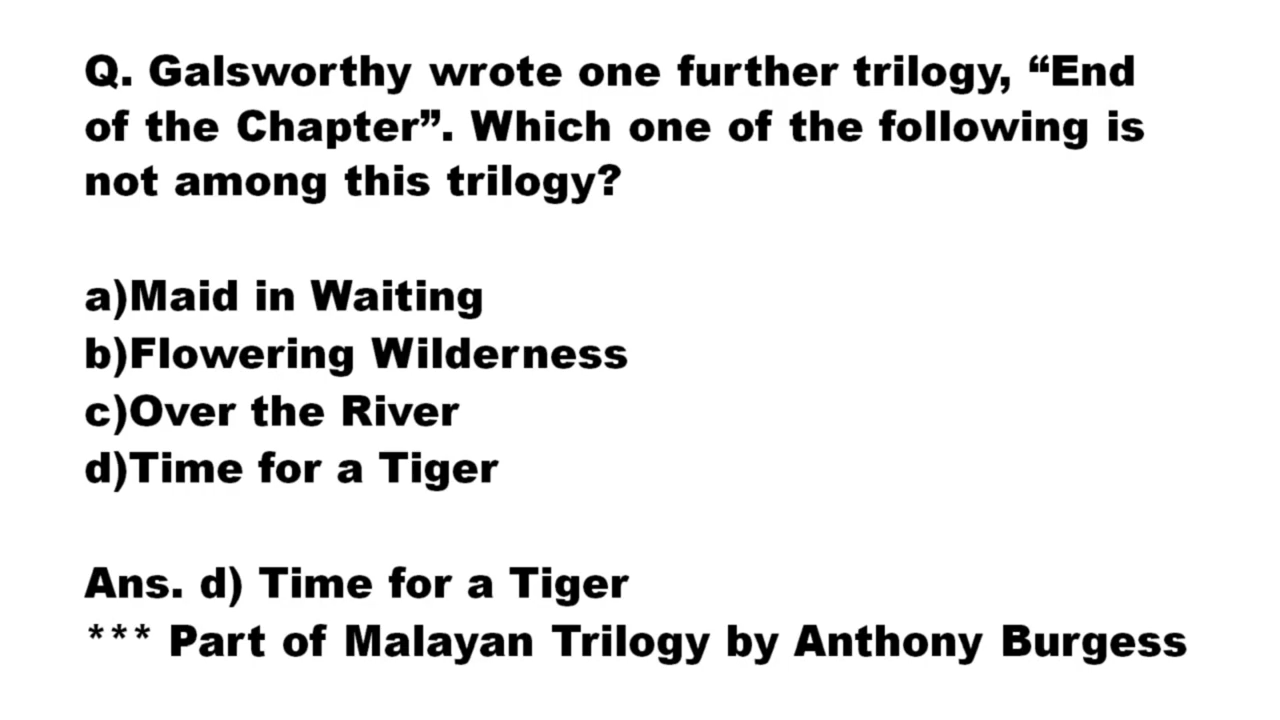 Q. Galsworthy wrote one further trilogy, “End
of the Chapter”. Which one of the following is
not among this trilogy?
a)Maid in Waiting
b)Flowering Wilderness
c)Over the River
d)Time for a Tiger
Ans. d) Time for a Tiger
*** Part of Malayan Trilogy by Anthony Burgess